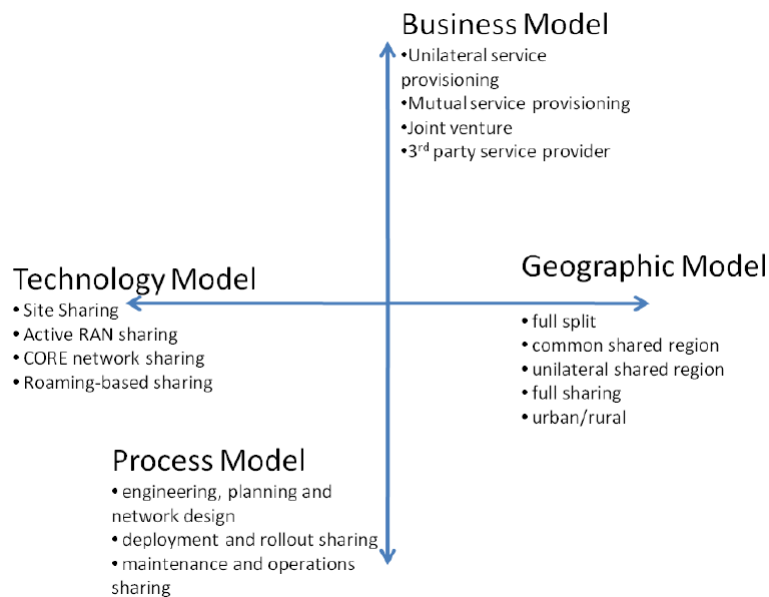 Business Model
•Unilateral service
provisioning
•Mutual service provisioning
•Joint venture
•3rd party service provider
Technology Model
• Site Sharing
• Active RAN sharing
• CORE network sharing
• Roaming-based sharing
Geographic Model
• full split
• common shared region
• unilateral shared region
• full sharing
• urban/rural
Process Model
• engineering, planning and
network design
• deployment and rollout sharing
• maintenance and operations
sharing